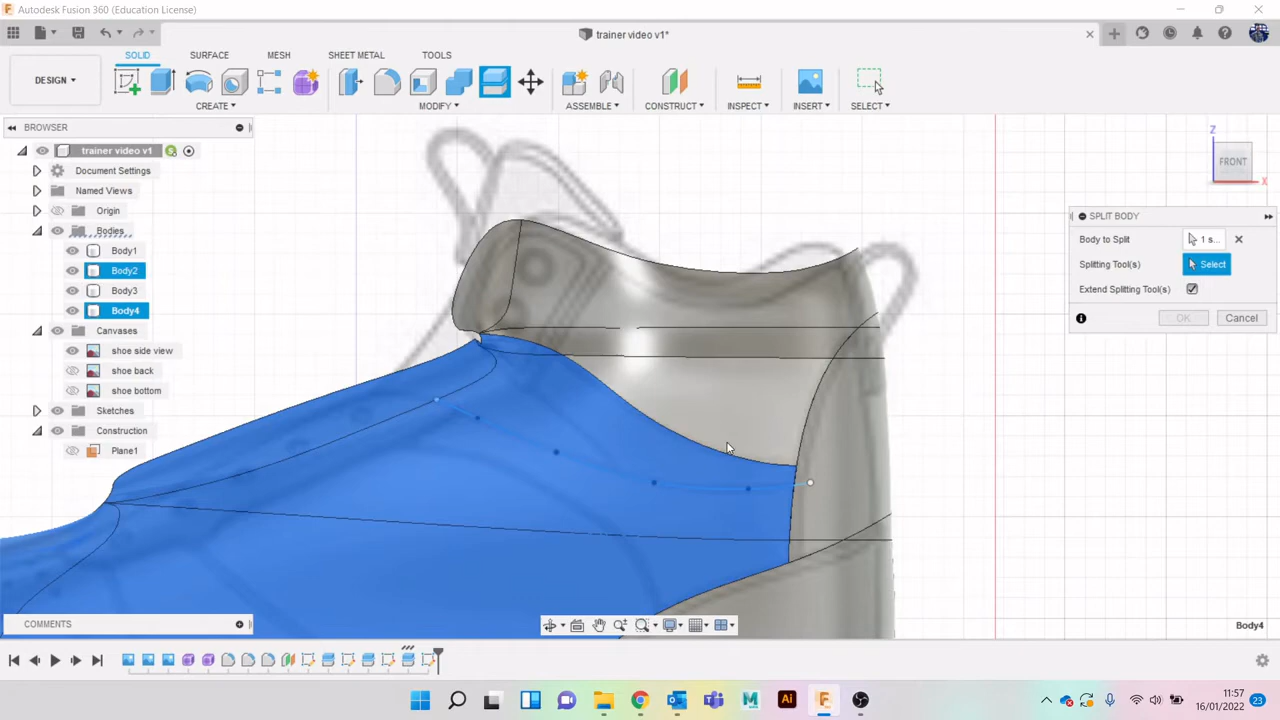 Autodesk Fusion 360 (Education License)
trainer video v1*
DESIGN
SOLID SURFACE MESH SHEET METAL TOOLS
CREATE MODIFY ASSEMBLE CONSTRUCT INSPECT INSERT SELECT
BROWSER
trainer video v1
S
Document Settings
Named Views
Origin
Bodies
Body1
Body2
Body3
Body4
Canvases
shoe side view
shoe back
shoe bottom
Sketches
Construction
Plane1
Z
FRONT
X
SPLIT BODY
Body to Split 1 s...
Splitting Tool(s) Select
Extend Splitting Tool(s)
OK Cancel
COMMENTS
Body4
11:57
16/01/2022
23